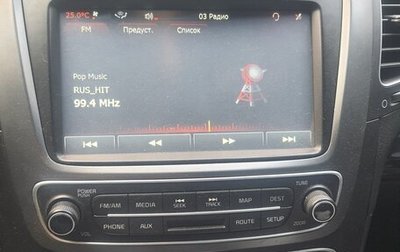 25.0°C 03 Радио
FM Предуст. Список
Pop Music
RUS_HIT
99.4 MHz
POWER PUSH TUNE
FM/AM MEDIA SEEK TRACK MAP DEST
PHONE AUX ROUTE SETUP ZOOM